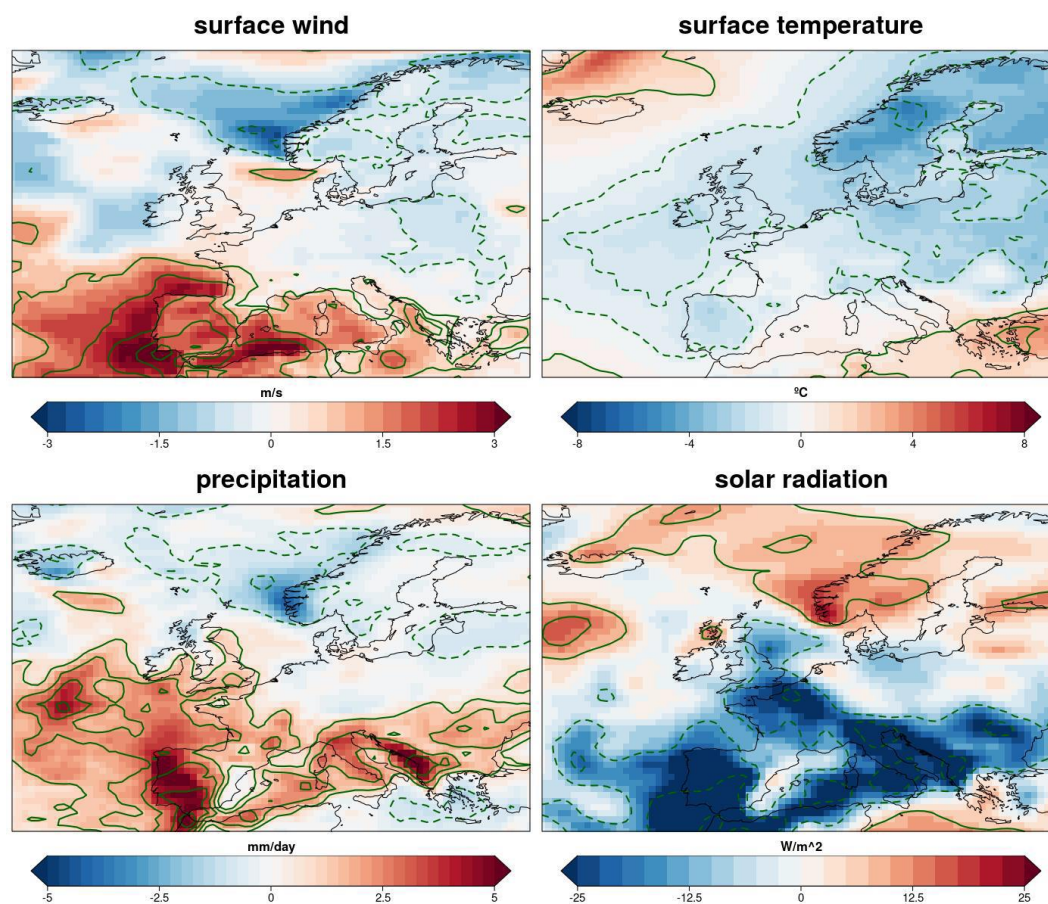 surface wind
surface temperature
m/s
-3 -1.5 0 1.5 3
ºC
-8 -4 0 4 8
precipitation
solar radiation
mm/day
-5 -2.5 0 2.5 5
W/m^2
-25 -12.5 0 12.5 25